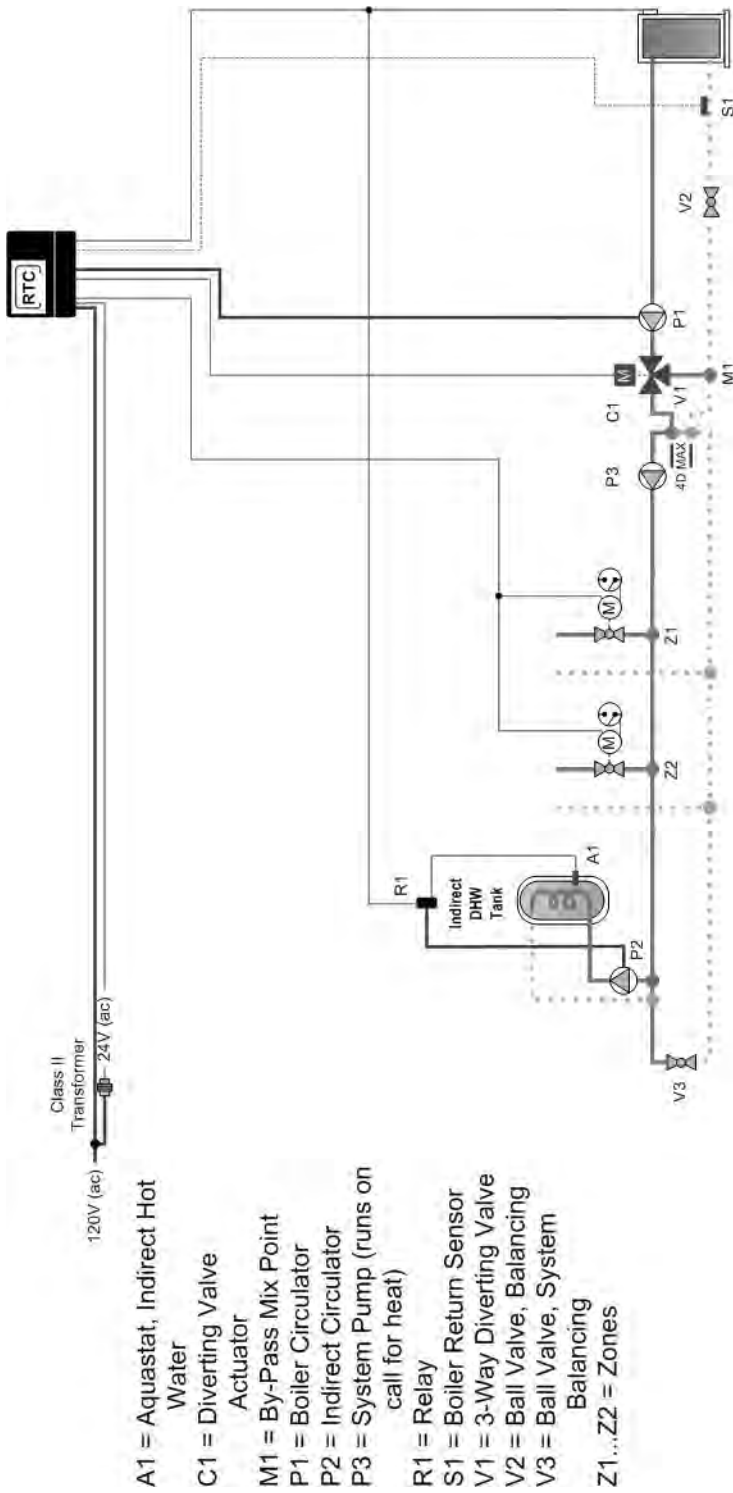 RTC
120V (ac)
Class II
Transformer
24V (ac)
R1
Indirect
DHW
Tank
A1
P2
V3
Z2
Z1
P3
4D MAX
C1
M
V1
M1
P1
V2
S1
M
M
A1 = Aquastat, Indirect Hot
Water
C1 = Diverting Valve
Actuator
M1 = By-Pass Mix Point
P1 = Boiler Circulator
P2 = Indirect Circulator
P3 = System Pump (runs on
call for heat)
R1 = Relay
S1 = Boiler Return Sensor
V1 = 3-Way Diverting Valve
V2 = Ball Valve, Balancing
V3 = Ball Valve, System
Balancing
Z1...Z2 = Zones